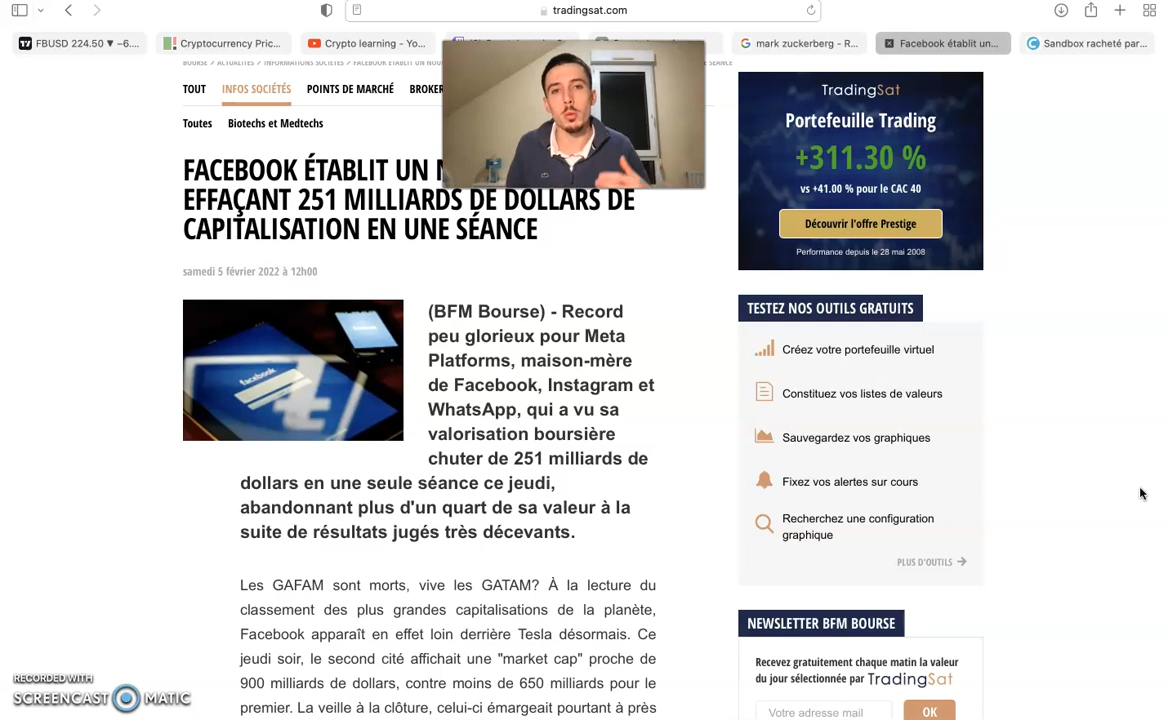 tradingsat.com
FBUSD 224.50 ▼ −6....
Cryptocurrency Pric...
Crypto learning - Yo...
mark zuckerberg - R...
Facebook établit un...
Sandbox racheté par...
TOUT INFOS SOCIÉTÉS POINTS DE MARCHÉ BROKER
Toutes Biotechs et Medtechs
FACEBOOK ÉTABLIT UN
EFFAÇANT 251 MILLIARDS DE DOLLARS DE
CAPITALISATION EN UNE SÉANCE
samedi 5 février 2022 à 12h00
(BFM Bourse) - Record
peu glorieux pour Meta
Platforms, maison-mère
de Facebook, Instagram et
WhatsApp, qui a vu sa
valorisation boursière
chuter de 251 milliards de
dollars en une seule séance ce jeudi,
abandonnant plus d'un quart de sa valeur à la
suite de résultats jugés très décevants.
Les GAFAM sont morts, vive les GATAM? À la lecture du
classement des plus grandes capitalisations de la planète,
Facebook apparaît en effet loin derrière Tesla désormais. Ce
jeudi soir, le second cité affichait une "market cap" proche de
900 milliards de dollars, contre moins de 650 milliards pour le
premier. La veille à la clôture, celui-ci émargeait pourtant à près
facebook
TradingSat
Portefeuille Trading
+311.30 %
vs +41.00 % pour le CAC 40
Découvrir l'offre Prestige
Performance depuis le 28 mai 2008
TESTEZ NOS OUTILS GRATUITS
Créez votre portefeuille virtuel
Constituez vos listes de valeurs
Sauvegardez vos graphiques
Fixez vos alertes sur cours
Recherchez une configuration
graphique
PLUS D'OUTILS →
NEWSLETTER BFM BOURSE
Recevez gratuitement chaque matin la valeur
du jour sélectionnée par TradingSat
Votre adresse mail OK
RECORDED WITH
SCREENCAST MATIC